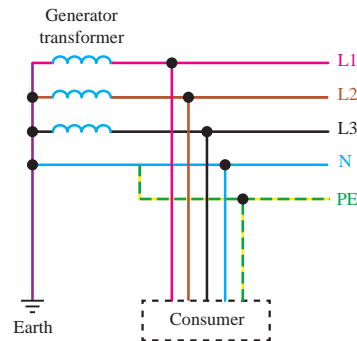 Generator
transformer
L1
L2
L3
N
PE
Earth
Consumer